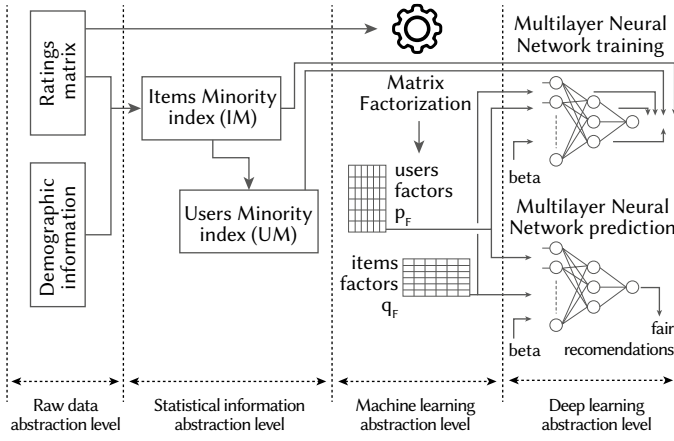 Ratings
matrix
Demographic
information
Items Minority
index (IM)
Users Minority
index (UM)
Matrix
Factorization
users
factors
pF
items
factors
qF
Multilayer Neural
Network training
beta
Multilayer Neural
Network prediction
beta
fair
recomendations
Raw data
abstraction level
Statistical information
abstraction level
Machine learning
abstraction level
Deep learning
abstraction level